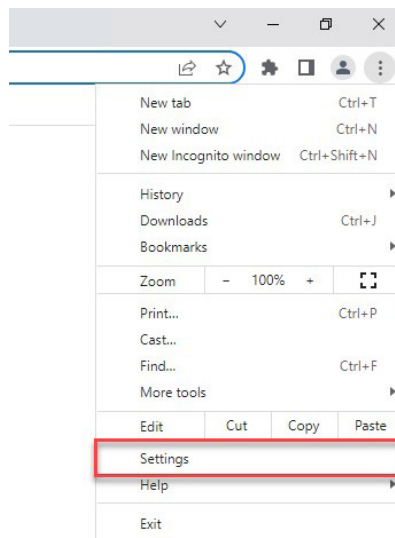 New tab Ctrl+T
New window Ctrl+N
New Incognito window Ctrl+Shift+N
History
Downloads Ctrl+J
Bookmarks
Zoom - 100% +
Print... Ctrl+P
Cast...
Find... Ctrl+F
More tools
Edit Cut Copy Paste
Settings
Help
Exit